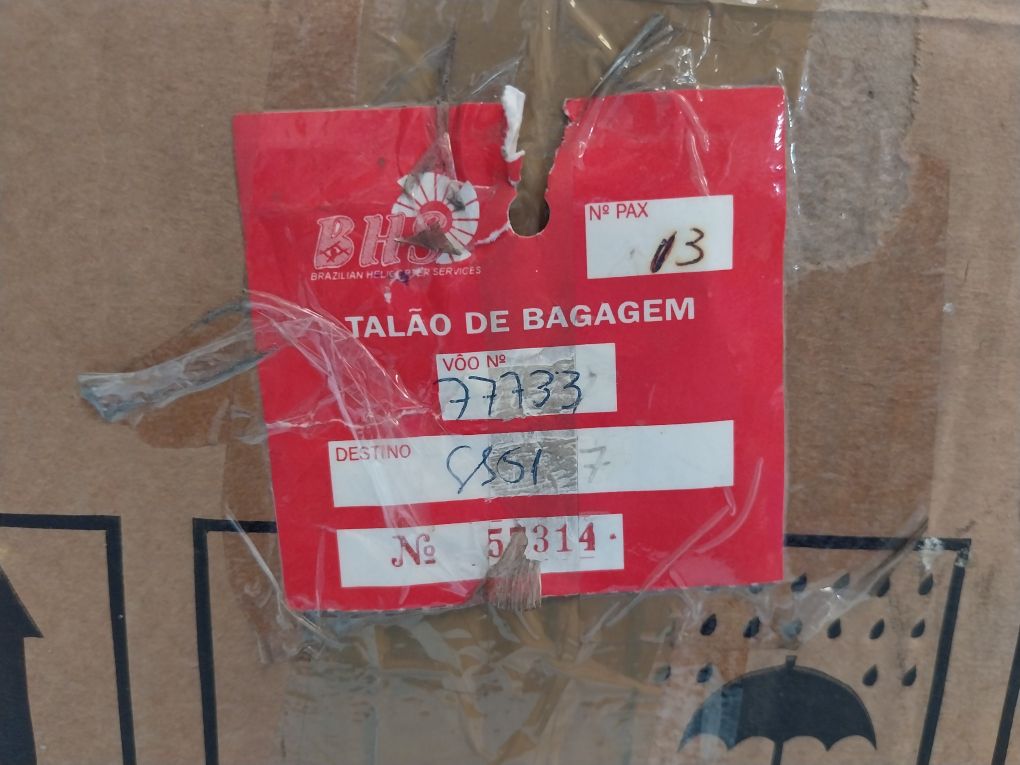 BHS
BRAZILIAN HELICOPTER SERVICES
Nº PAX
13
TALÃO DE BAGAGEM
VÔO Nº
77733
DESTINO
Nº